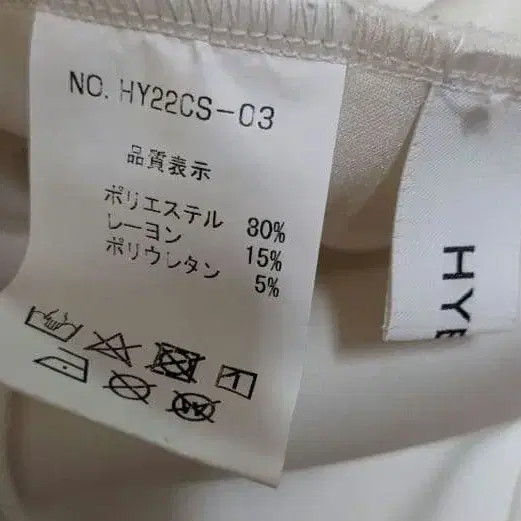 NO. HY22CS-03
品質表示
ポリエステル 80%
レーヨン 15%
ポリウレタン 5%
HYE